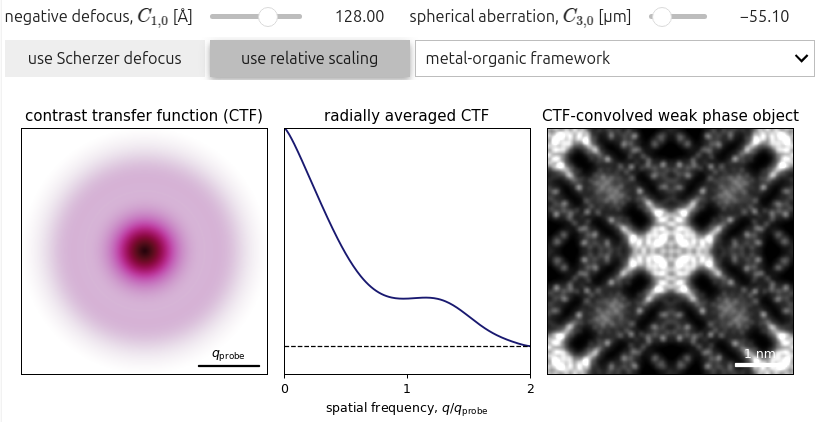 negative defocus, C1,0 [Å] 128.00 spherical aberration, C3,0 [µm] −55.10
use Scherzer defocus use relative scaling metal-organic framework
contrast transfer function (CTF) radially averaged CTF CTF-convolved weak phase object
qprobe 1 nm
0 1 2
spatial frequency, q/qprobe